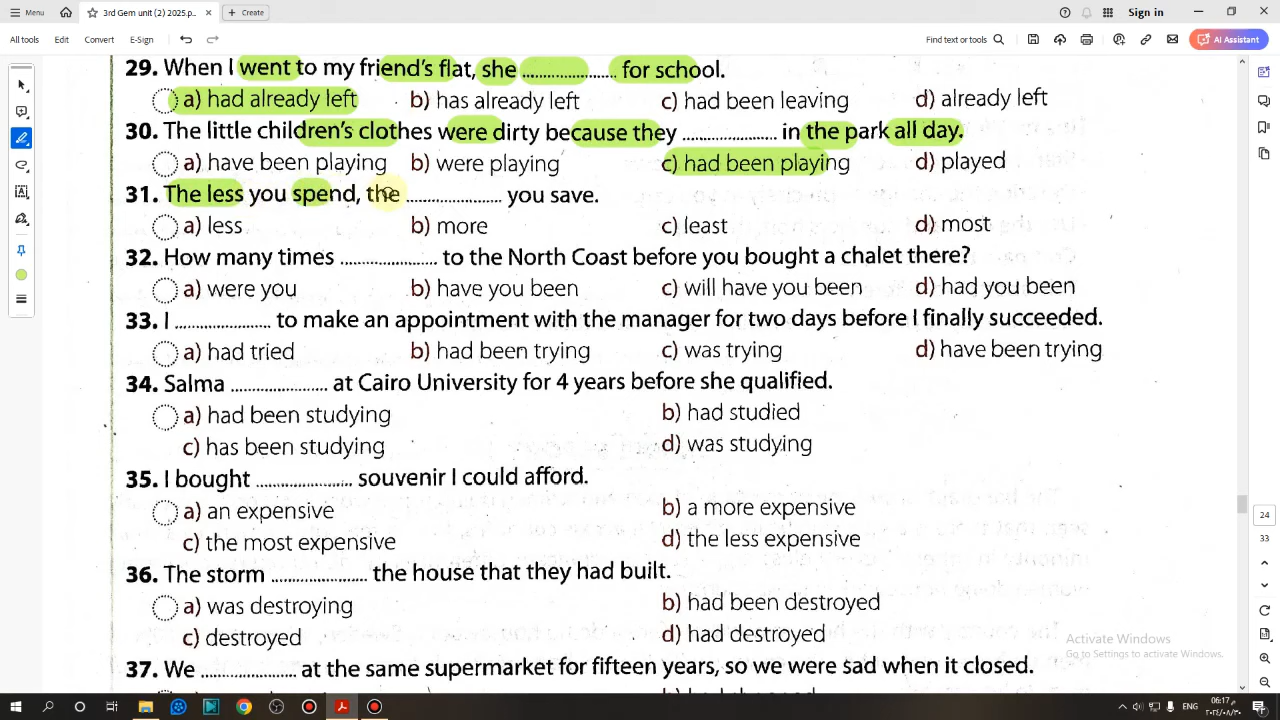 Menu
3rd Gem unit (2) 2025.p...
Create
Sign in
All tools Edit Convert E-Sign
Find text or tools
AI Assistant
29. When I went to my friend's flat, she .................... for school.
a) had already left b) has already left c) had been leaving d) already left
30. The little children's clothes were dirty because they .................... in the park all day.
a) have been playing b) were playing c) had been playing d) played
31. The less you spend, the .................... you save.
a) less b) more c) least d) most
32. How many times .................... to the North Coast before you bought a chalet there?
a) were you b) have you been c) will have you been d) had you been
33. I .................... to make an appointment with the manager for two days before I finally succeeded.
a) had tried b) had been trying c) was trying d) have been trying
34. Salma .................... at Cairo University for 4 years before she qualified.
a) had been studying b) had studied
c) has been studying d) was studying
35. I bought .................... souvenir I could afford.
a) an expensive b) a more expensive
c) the most expensive d) the less expensive
36. The storm .................... the house that they had built.
a) was destroying b) had been destroyed
c) destroyed d) had destroyed
37. We .................... at the same supermarket for fifteen years, so we were sad when it closed.
24
33
Activate Windows
Go to Settings to activate Windows.
ENG
06:17 م